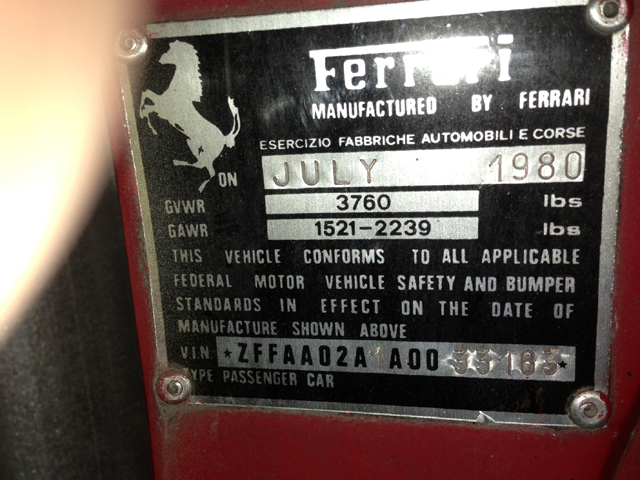 Ferrari
MANUFACTURED BY FERRARI
ESERCIZIO FABBRICHE AUTOMOBILI E CORSE
ON JULY 1980
GVWR 3760 lbs
GAWR 1521-2239 lbs
THIS VEHICLE CONFORMS TO ALL APPLICABLE
FEDERAL MOTOR VEHICLE SAFETY AND BUMPER
STANDARDS IN EFFECT ON THE DATE OF
MANUFACTURE SHOWN ABOVE
V.I.N. *ZFFAA02A1A0033183*
TYPE PASSENGER CAR